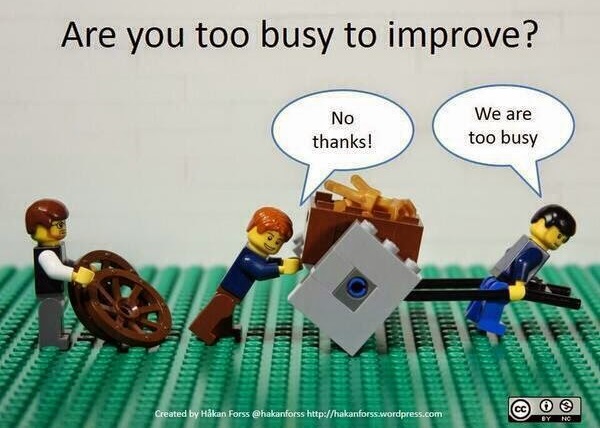 Are you too busy to improve?
No
thanks!
We are
too busy
Created by Håkan Forss @hakanforss http://hakanforss.wordpress.com
cc
BY NC